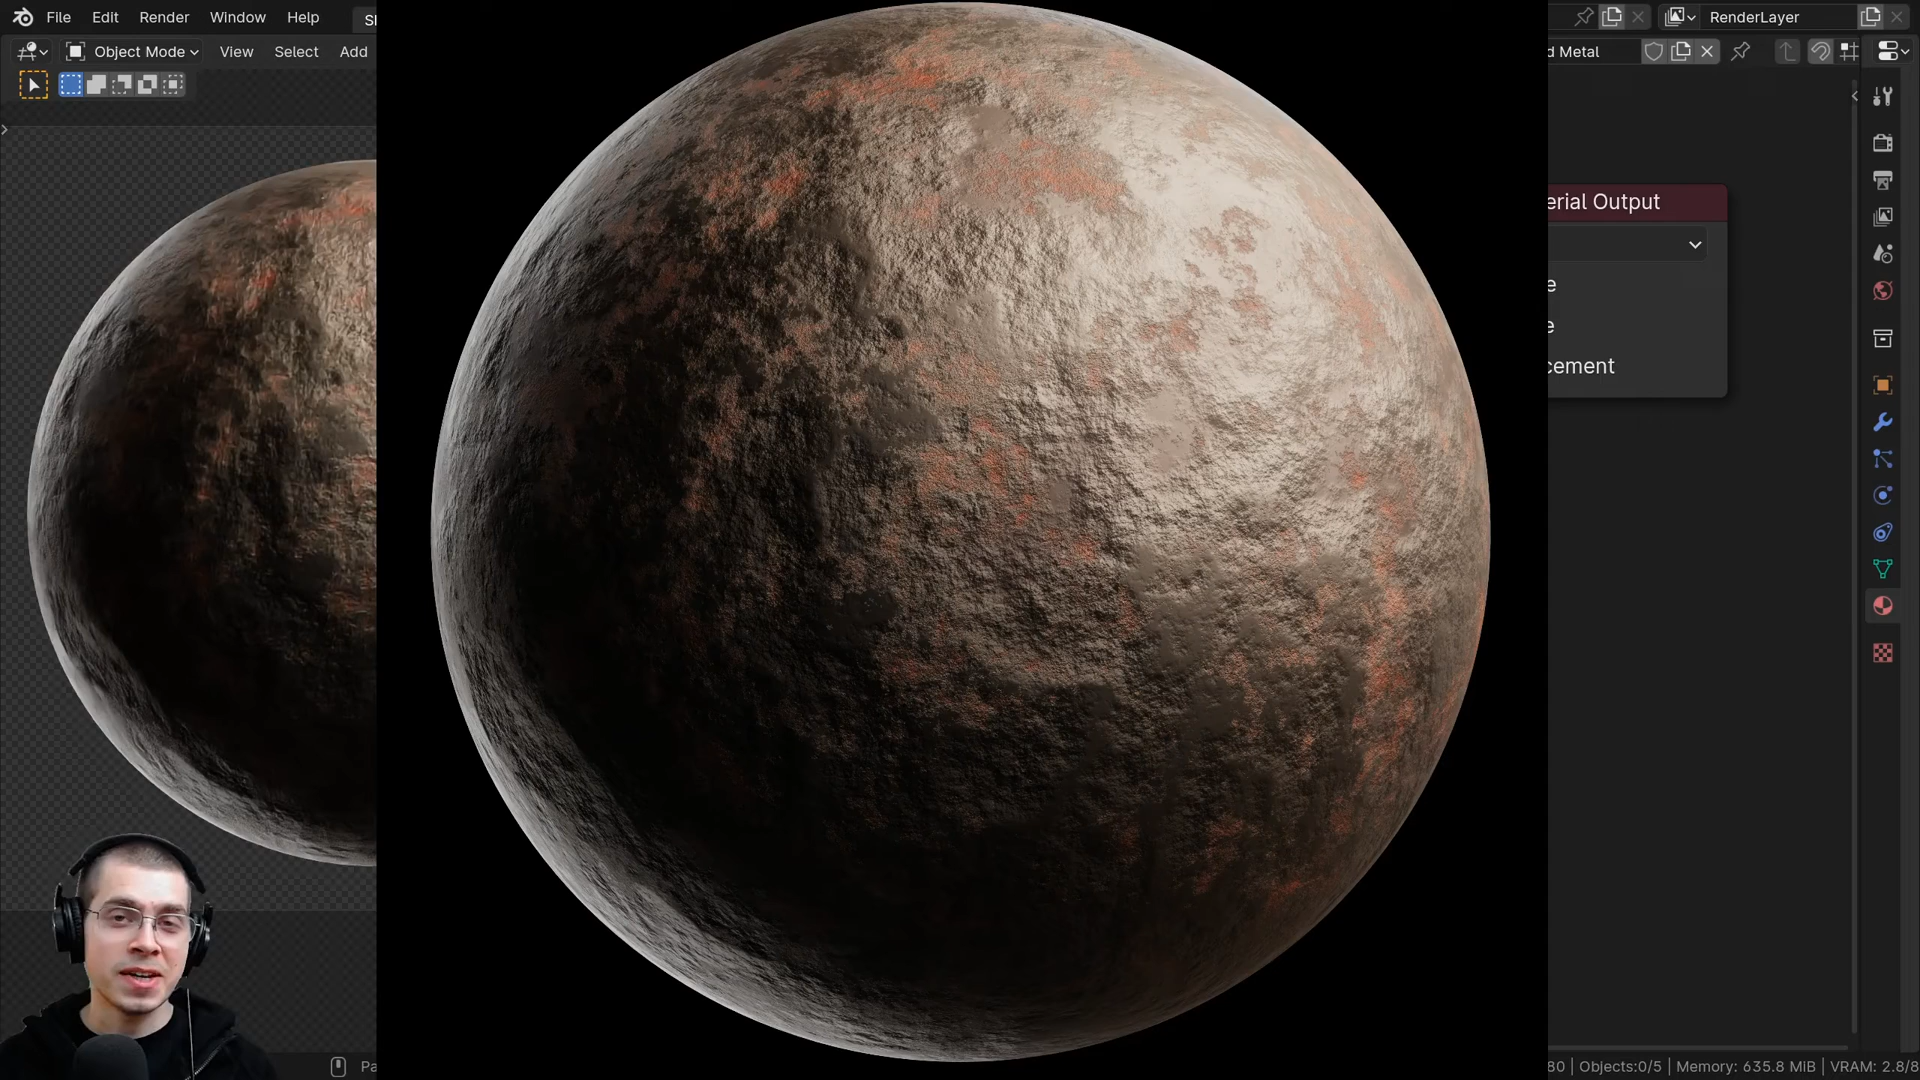 File Edit Render Window Help
RenderLayer
Object Mode View Select Add
d Metal
erial Output
e
e
cement
Pa
80 | Objects:0/5 | Memory: 635.8 MiB | VRAM: 2.8/8